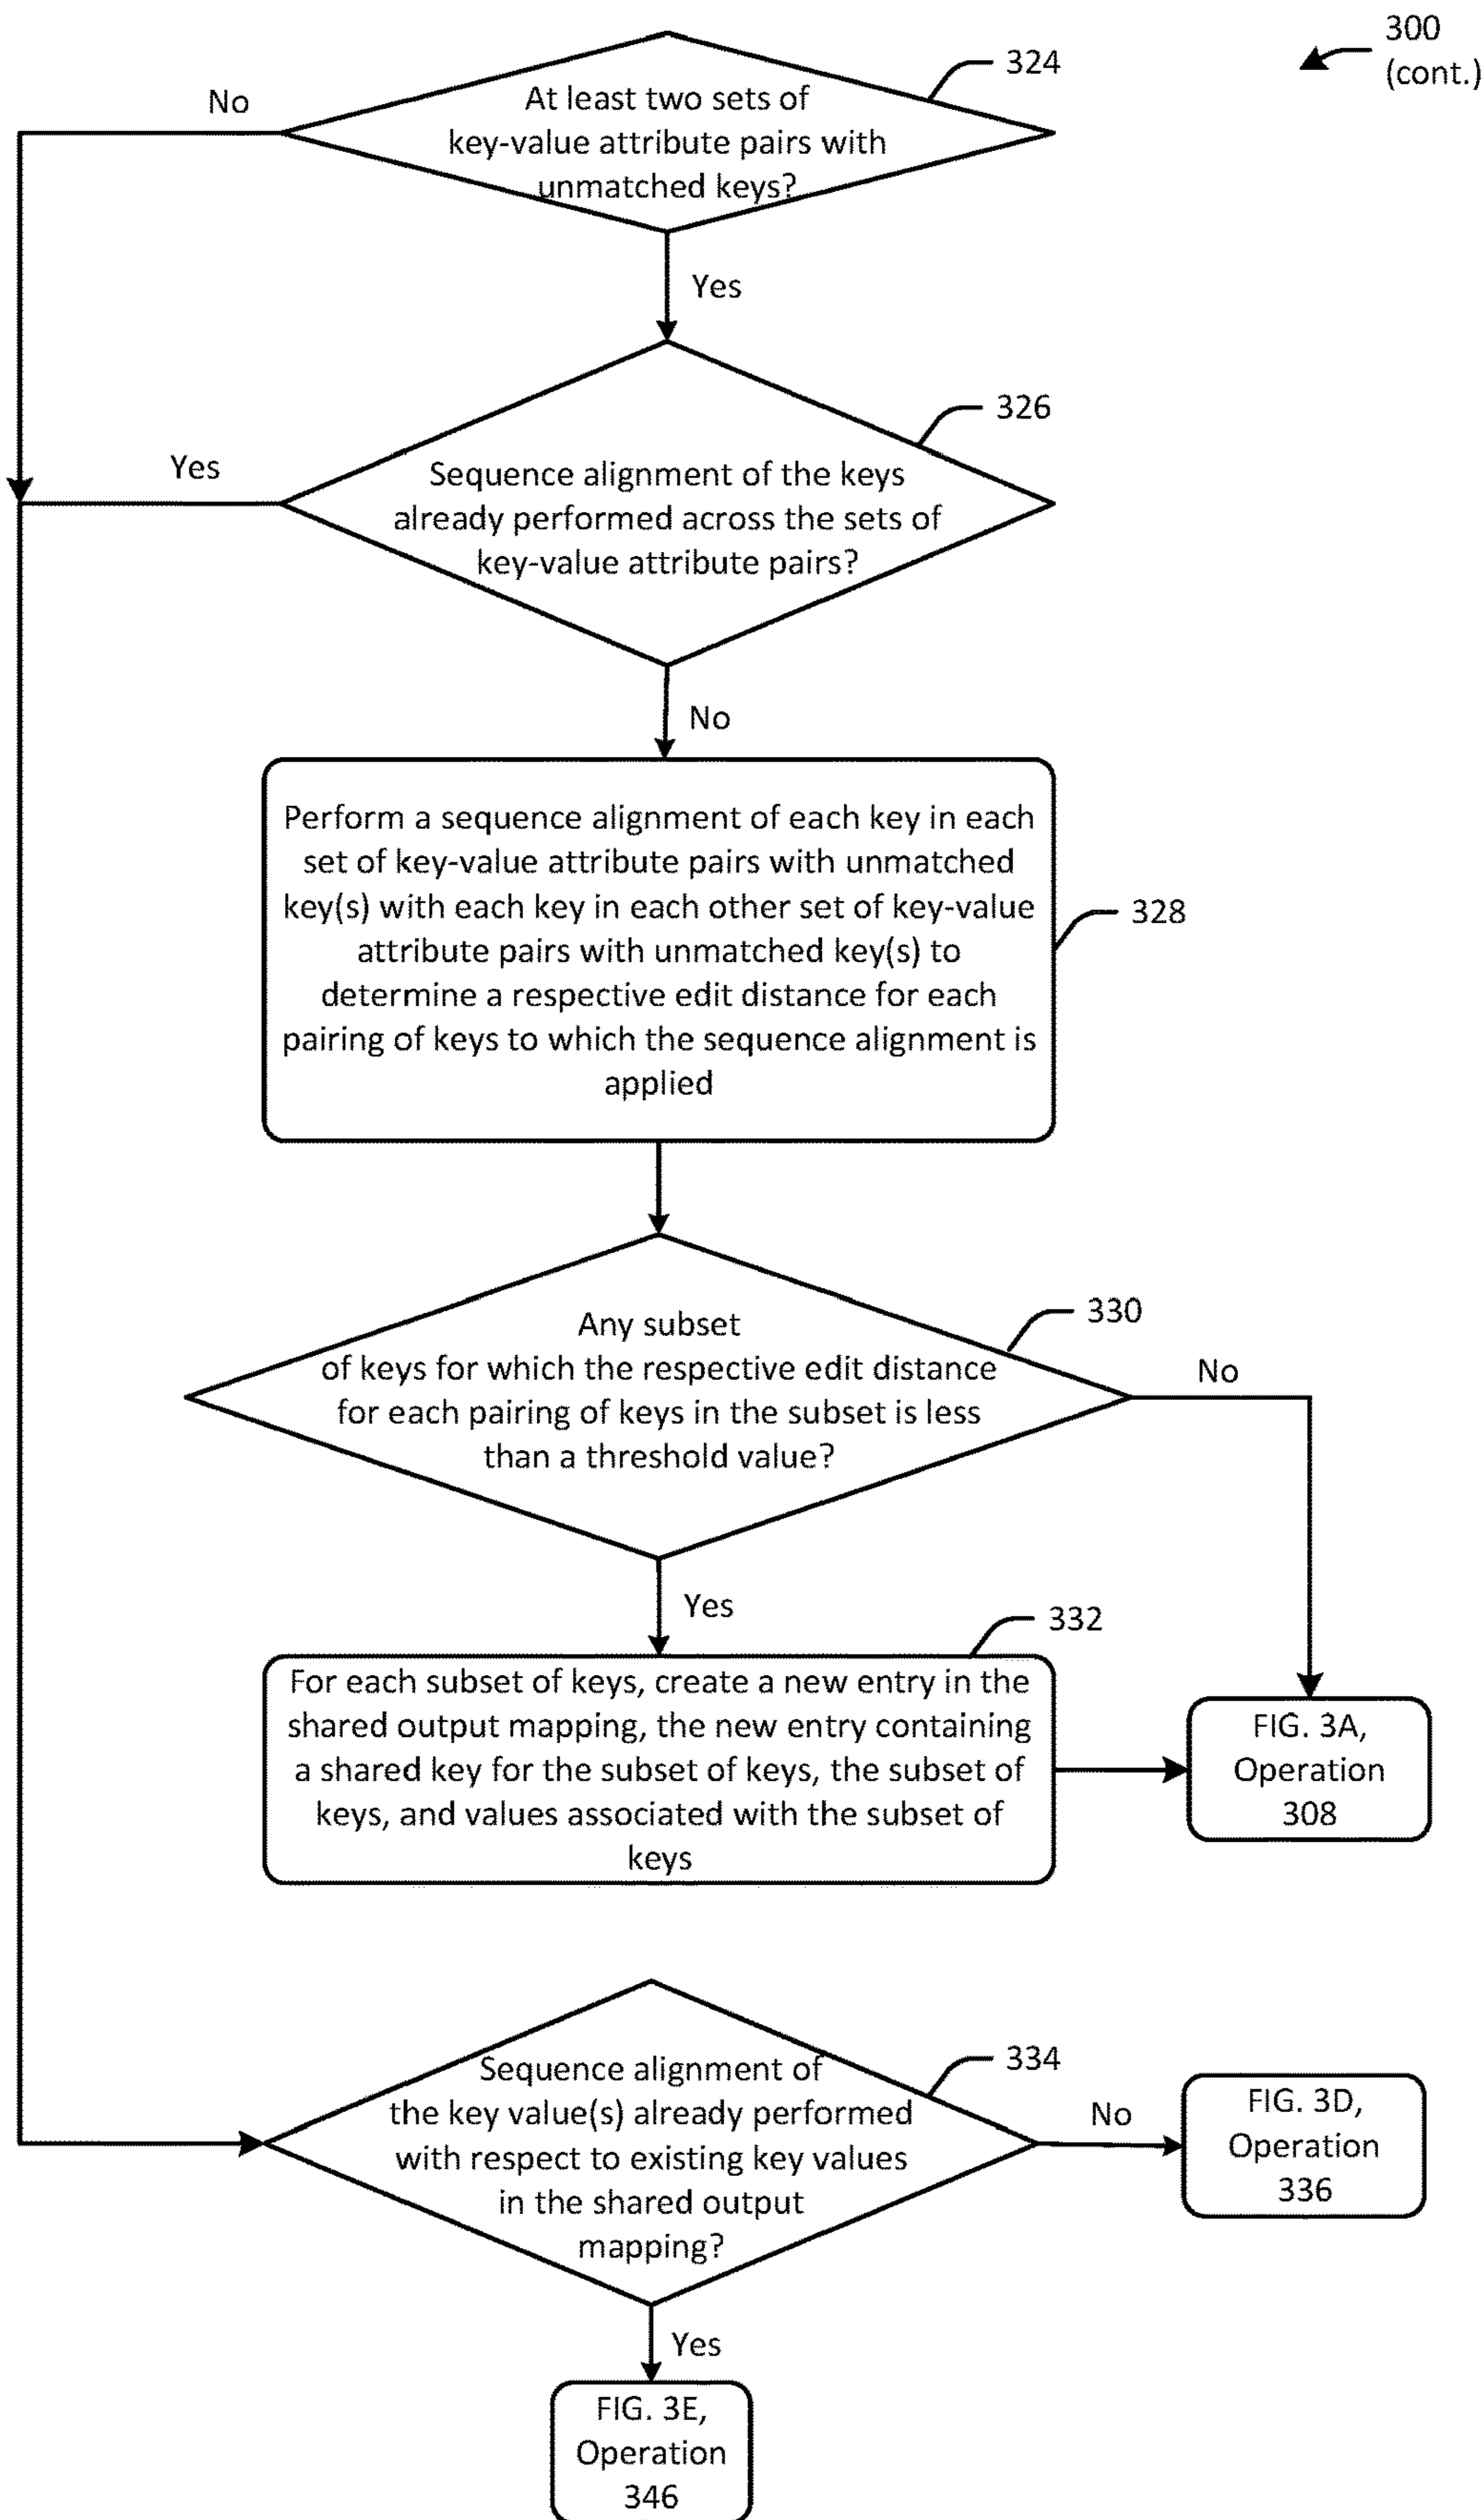 300
(cont.)
324
No
At least two sets of
key-value attribute pairs with
unmatched keys?
Yes
326
Yes
Sequence alignment of the keys
already performed across the sets of
key-value attribute pairs?
No
Perform a sequence alignment of each key in each
set of key-value attribute pairs with unmatched
key(s) with each key in each other set of key-value
attribute pairs with unmatched key(s) to
determine a respective edit distance for each
pairing of keys to which the sequence alignment is
applied
328
330
Any subset
of keys for which the respective edit distance
for each pairing of keys in the subset is less
than a threshold value?
No
Yes
332
For each subset of keys, create a new entry in the
shared output mapping, the new entry containing
a shared key for the subset of keys, the subset of
keys, and values associated with the subset of
keys
FIG. 3A,
Operation
308
334
Sequence alignment of
the key value(s) already performed
with respect to existing key values
in the shared output
mapping?
No
FIG. 3D,
Operation
336
Yes
FIG. 3E,
Operation
346